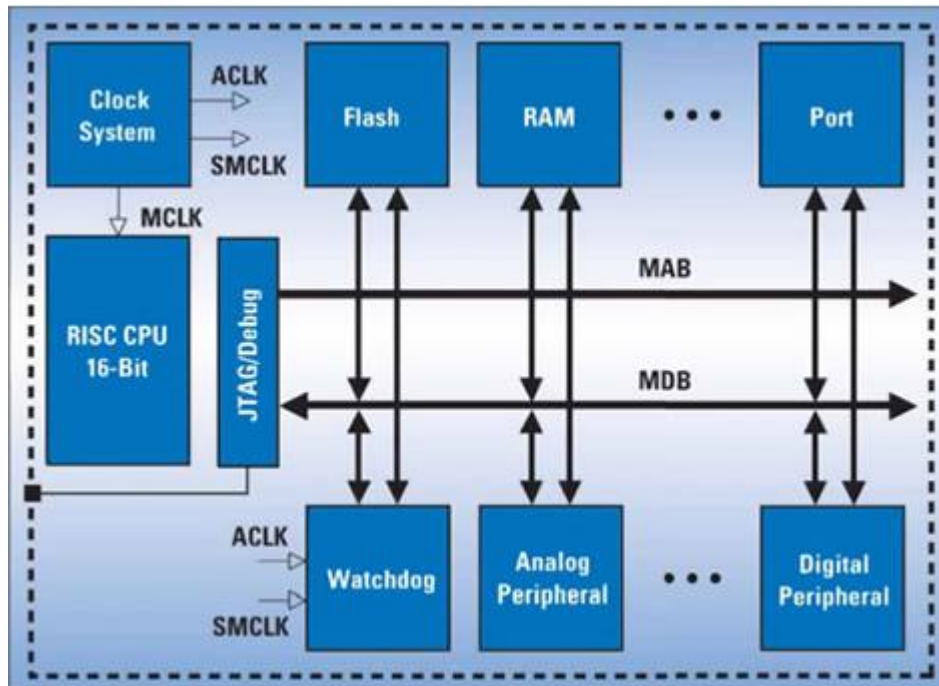 Clock
System
ACLK
SMCLK
MCLK
Flash
RAM
Port
RISC CPU
16-Bit
JTAG/Debug
MAB
MDB
ACLK
SMCLK
Watchdog
Analog
Peripheral
Digital
Peripheral